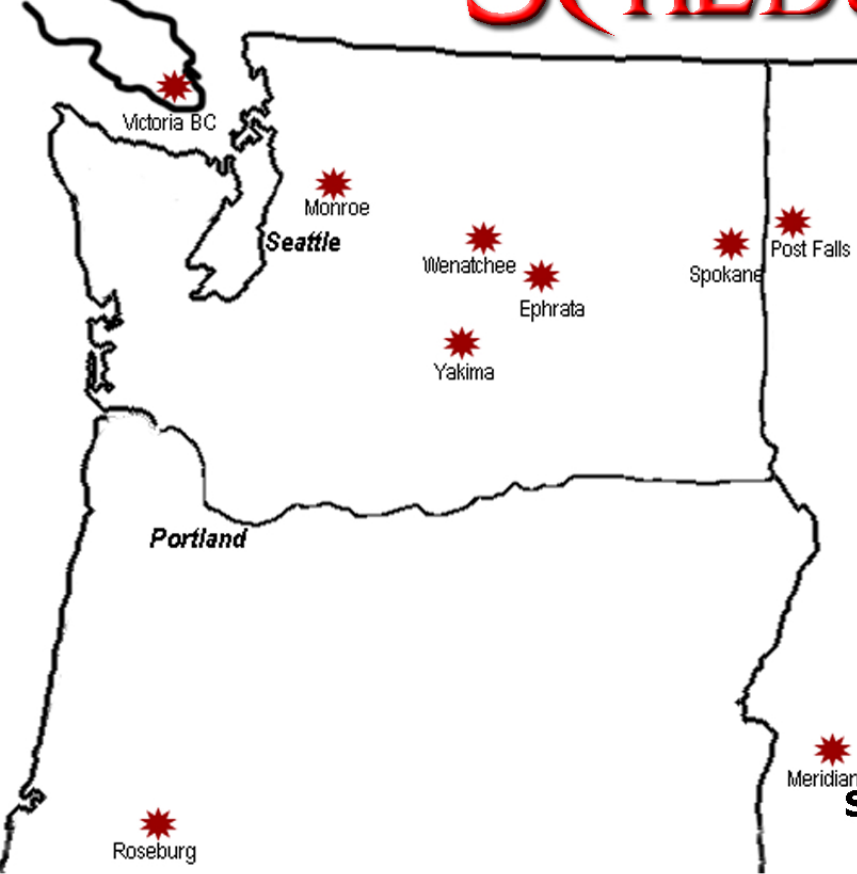 Victoria BC
Monroe
Seattle
Wenatchee
Ephrata
Spokane
Post Falls
Yakima
Portland
Meridian
Roseburg